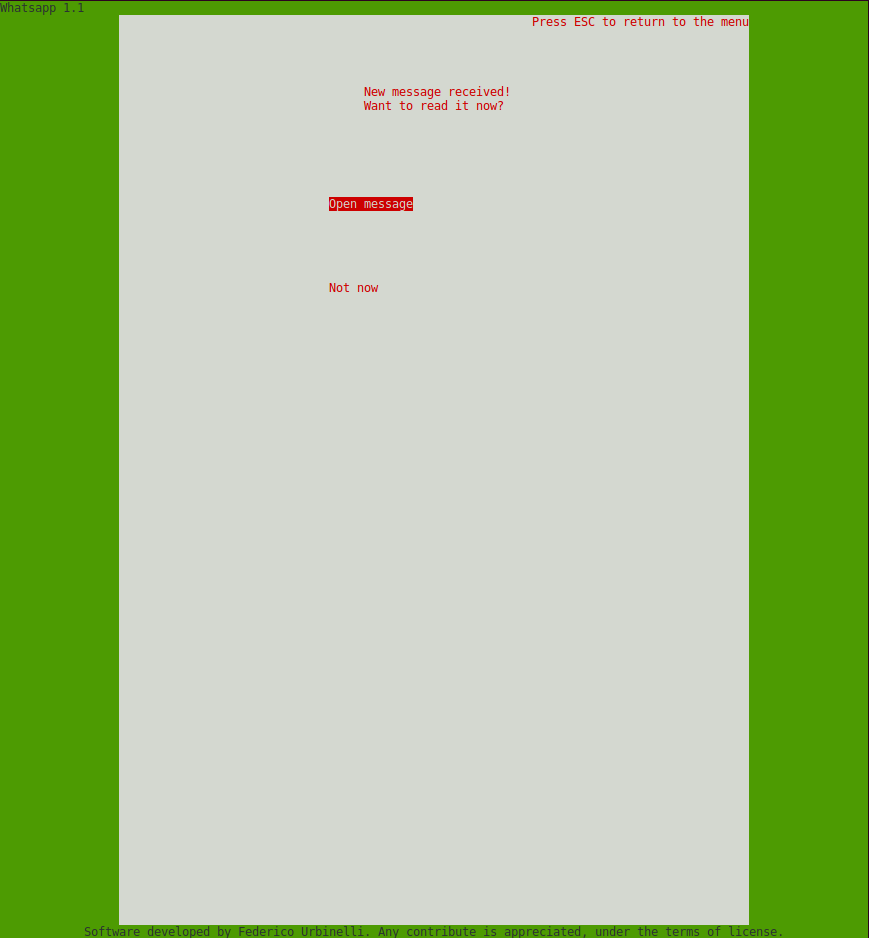 Whatsapp 1.1
Press ESC to return to the menu
New message received!
Want to read it now?
Open message
Not now
Software developed by Federico Urbinelli. Any contribute is appreciated, under the terms of license.